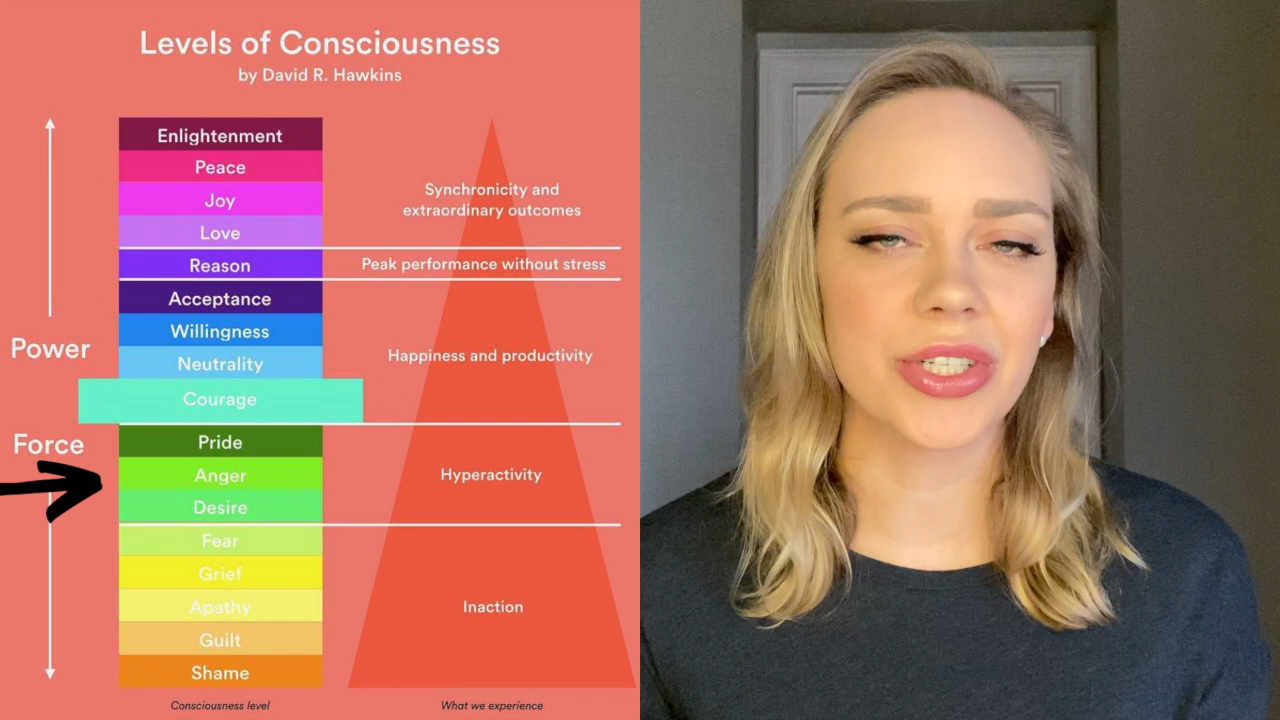 Levels of Consciousness
by David R. Hawkins
Enlightenment
Peace
Joy
Love
Reason
Acceptance
Willingness
Neutrality
Courage
Pride
Anger
Desire
Fear
Grief
Apathy
Guilt
Shame
Power
Force
Synchronicity and
extraordinary outcomes
Peak performance without stress
Happiness and productivity
Hyperactivity
Inaction
Consciousness level
What we experience